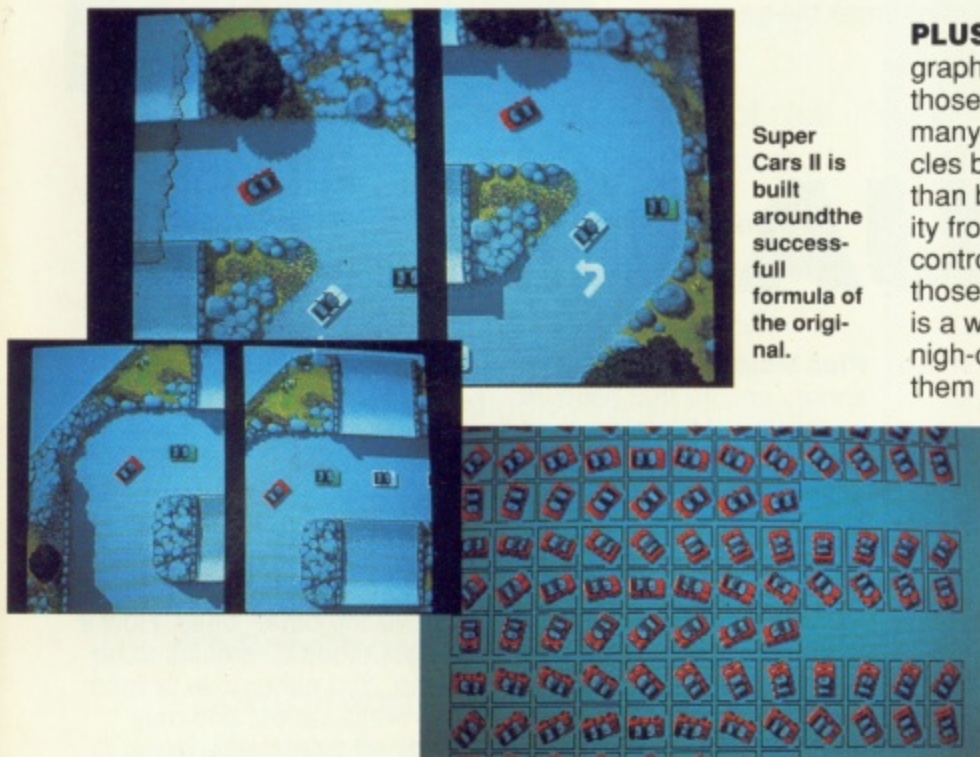 Super
Cars II is
built
aroundthe
success-
full
formula of
the origi-
nal.
PLUS
graph
those
many
cles b
than b
ity fro
contro
those
is a w
nigh-
them